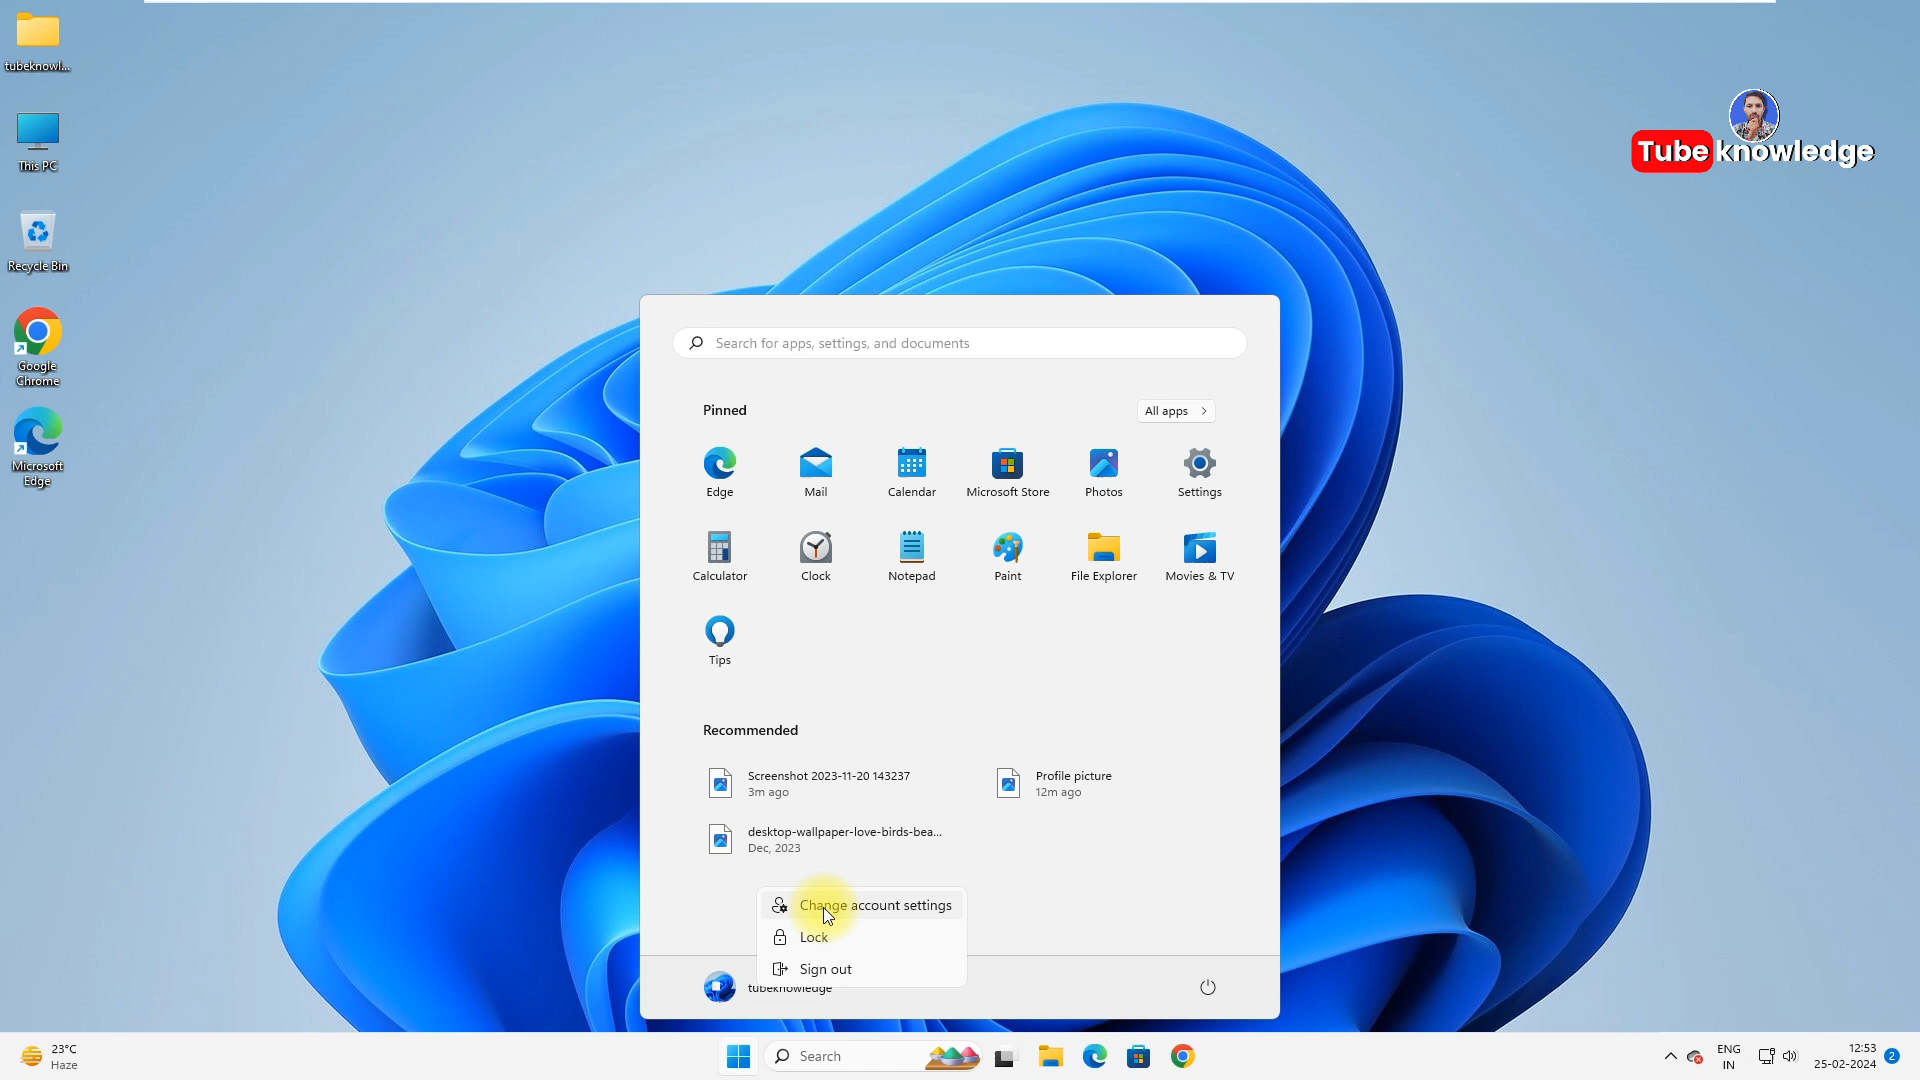 tubeknowl...
This PC
Recycle Bin
Google
Chrome
Microsoft
Edge
Tube knowledge
Search for apps, settings, and documents
Pinned
All apps
Edge
Mail
Calendar
Microsoft Store
Photos
Settings
Calculator
Clock
Notepad
Paint
File Explorer
Movies & TV
Tips
Recommended
Screenshot 2023-11-20 143237
3m ago
Profile picture
12m ago
desktop-wallpaper-love-birds-bea...
Dec, 2023
Change account settings
Lock
Sign out
tubeknowledge
23°C
Haze
Search
ENG
IN
12:53
25-02-2024
2